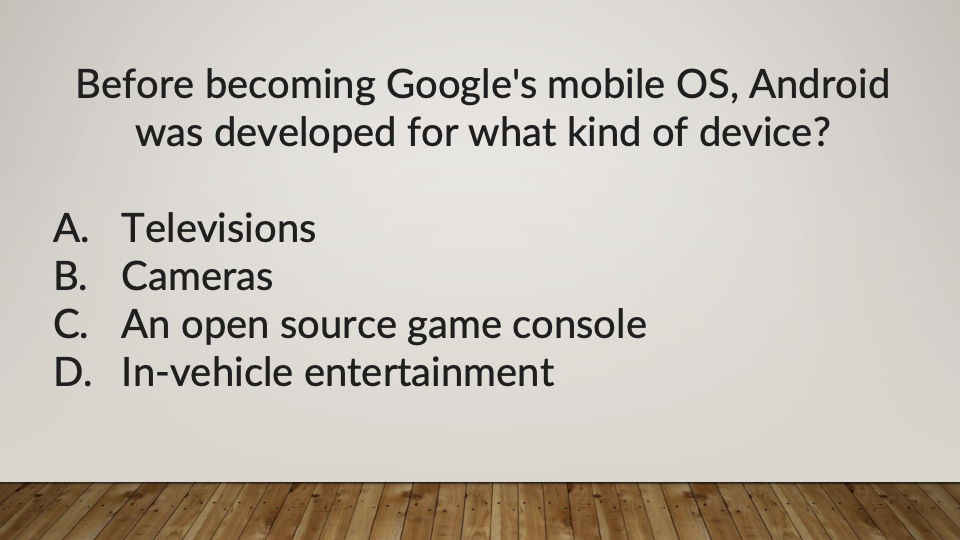 Before becoming Google's mobile OS, Android
was developed for what kind of device?
A. Televisions
B. Cameras
C. An open source game console
D. In-vehicle entertainment